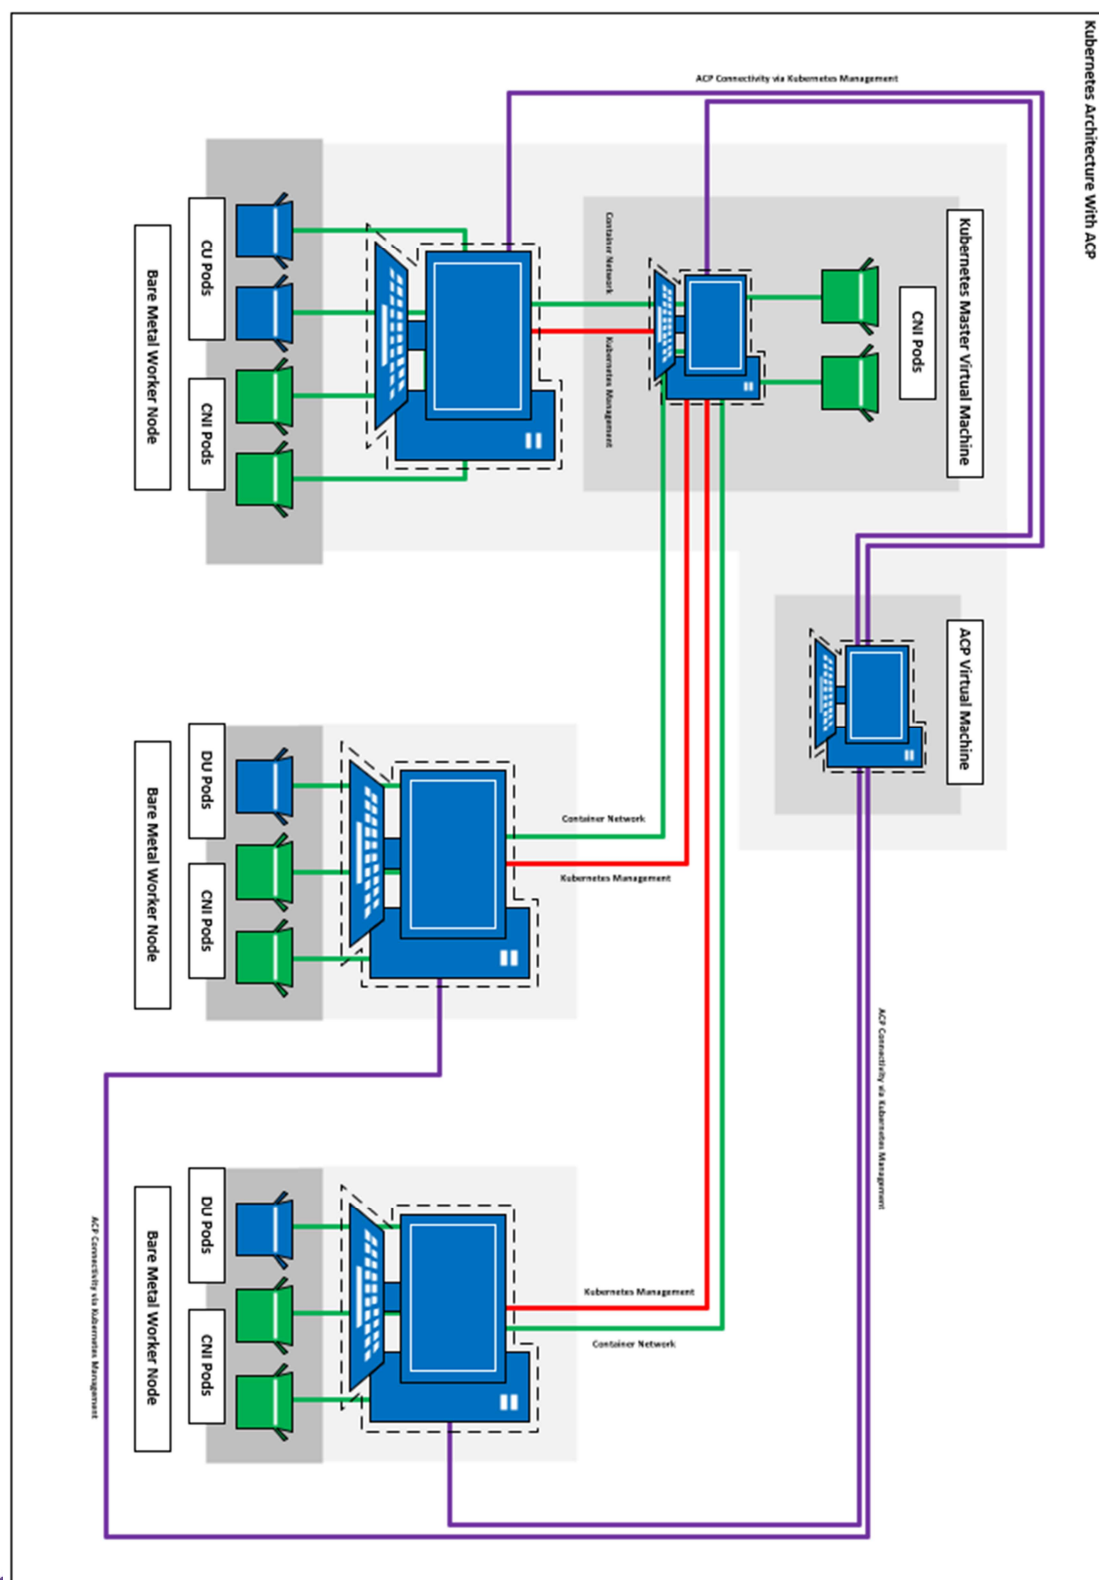 Kubernetes Architecture With ACP
ACP Connectivity via Kubernetes Management
Kubernetes Master Virtual Machine
CNI Pods
Container Network
Kubernetes Management
CU Pods
CNI Pods
Bare Metal Worker Node
ACP Virtual Machine
ACP Connectivity via Kubernetes Management
Container Network
Kubernetes Management
DU Pods
CNI Pods
Bare Metal Worker Node
Kubernetes Management
Container Network
DU Pods
CNI Pods
Bare Metal Worker Node
ACP Connectivity via Kubernetes Management